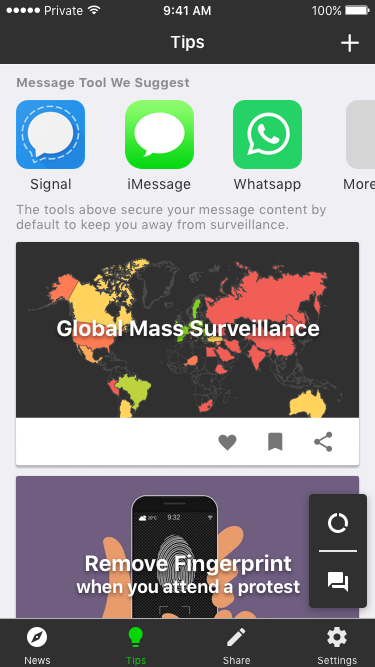 Private 9:41 AM 100%
Tips
Message Tool We Suggest
Signal iMessage Whatsapp More
The tools above secure your message content by
default to keep you away from surveillance.
Global Mass Surveillance
9:32
Remove Fingerprint
when you attend a protest
News Tips Share Settings